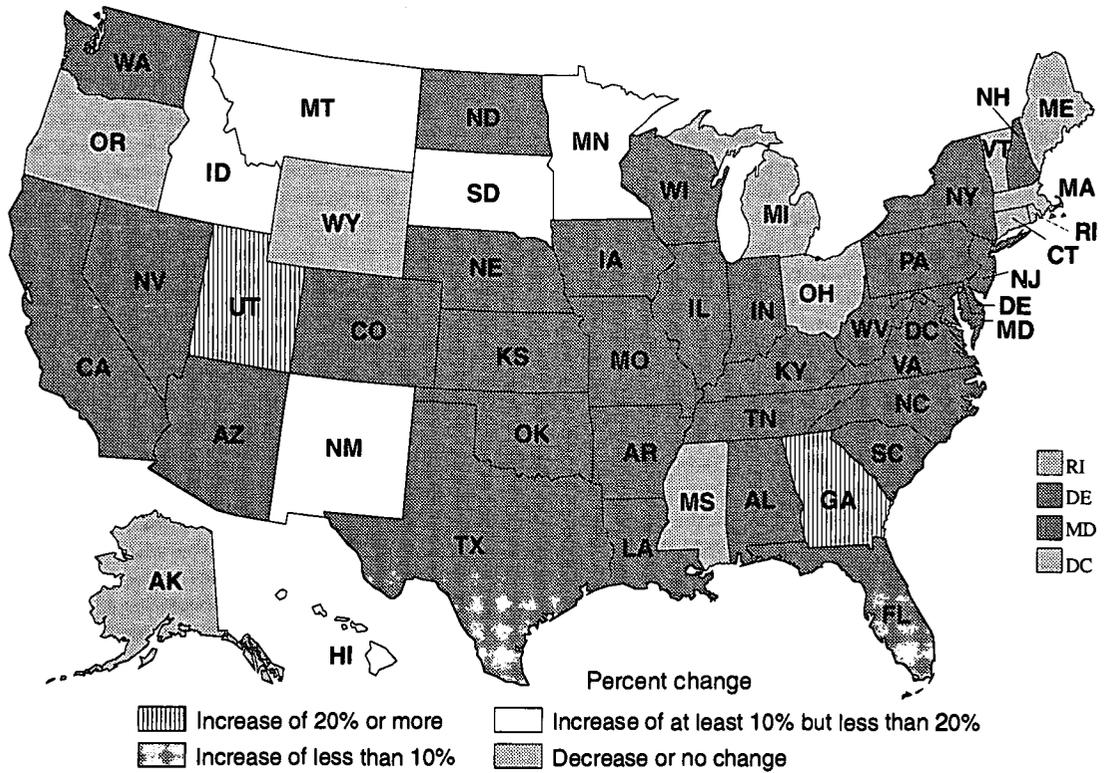 WA
MT
ND
MN
NH
ME
OR
ID
SD
WI
VT
MA
WY
MI
NY
RI
CT
NE
IA
PA
NV
UT
IL
IN
OH
NJ
DE
MD
CO
WV
DC
CA
KS
MO
KY
VA
AZ
NM
OK
TN
NC
AR
SC
MS
AL
GA
TX
LA
RI
DE
MD
DC
AK
HI
FL
Percent change
Increase of 20% or more
Increase of at least 10% but less than 20%
Increase of less than 10%
Decrease or no change